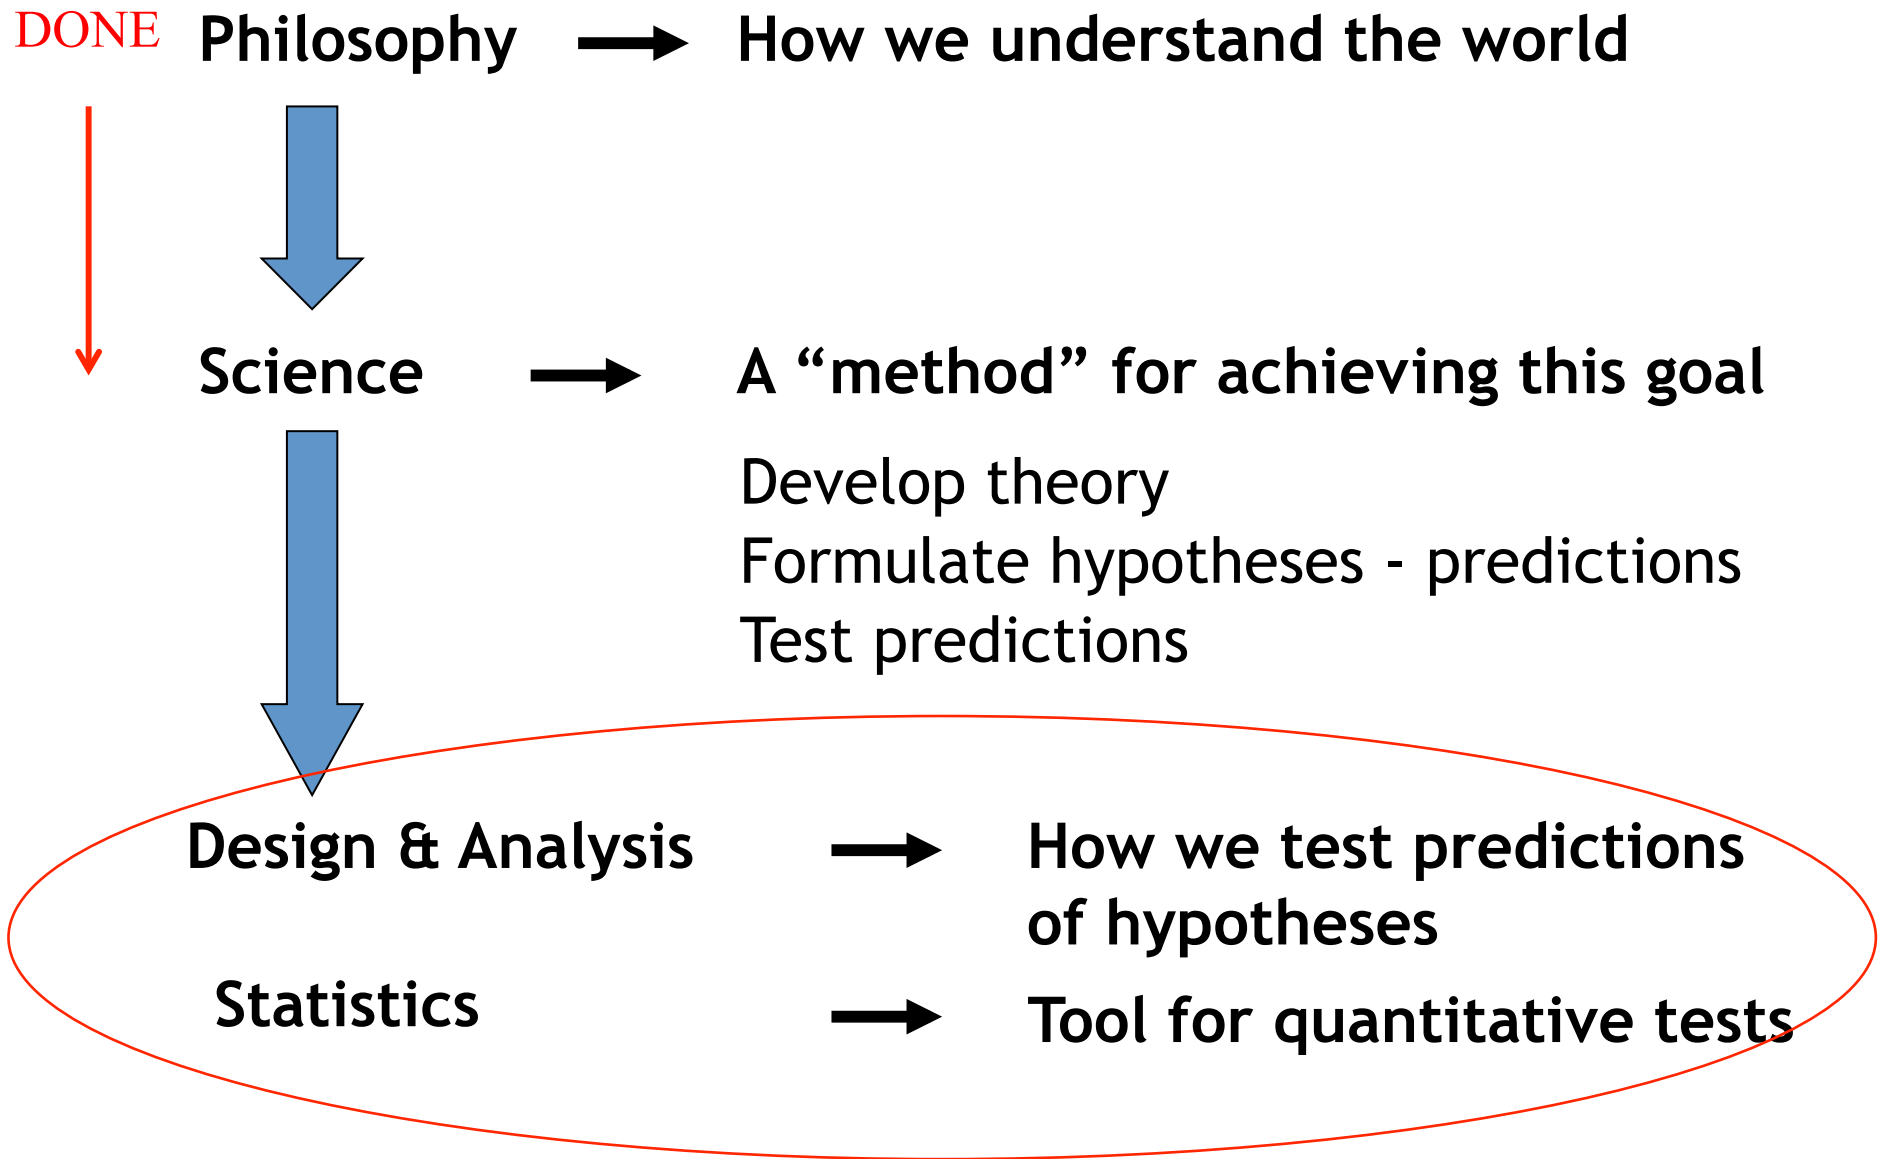 DONE Philosophy How we understand the world
Science A “method” for achieving this goal
Develop theory
Formulate hypotheses - predictions
Test predictions
Design & Analysis How we test predictions
of hypotheses
Statistics Tool for quantitative tests